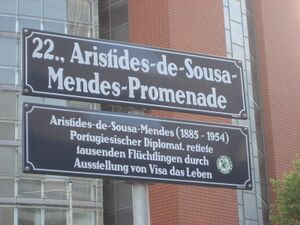 22., Aristides-de-Sousa-
Mendes-Promenade
Aristides-de-Sousa-Mendes (1885 - 1954)
Portugiesischer Diplomat, rettete
tausenden Flüchtlingen durch
Ausstellung von Visa das Leben